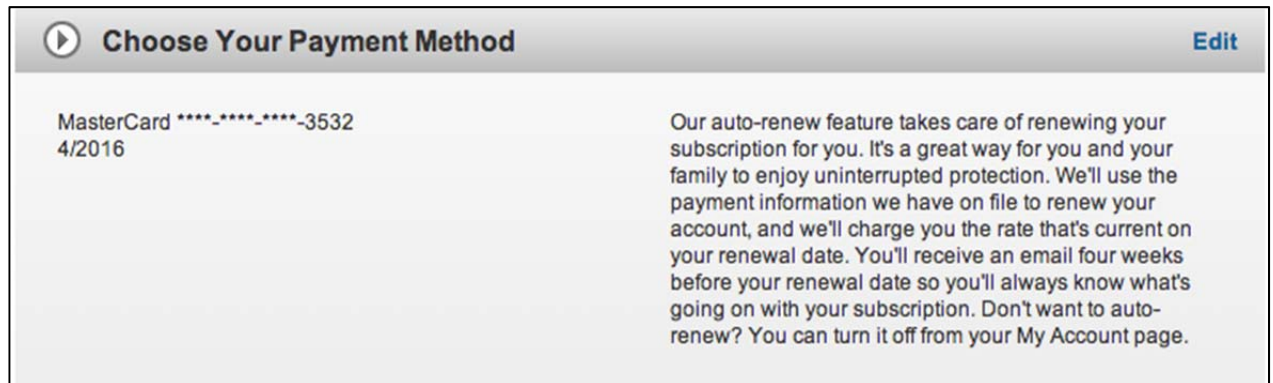 Choose Your Payment Method
Edit
MasterCard ****-****-****-3532
4/2016
Our auto-renew feature takes care of renewing your
subscription for you. It's a great way for you and your
family to enjoy uninterrupted protection. We'll use the
payment information we have on file to renew your
account, and we'll charge you the rate that's current on
your renewal date. You'll receive an email four weeks
before your renewal date so you'll always know what's
going on with your subscription. Don't want to auto-
renew? You can turn it off from your My Account page.